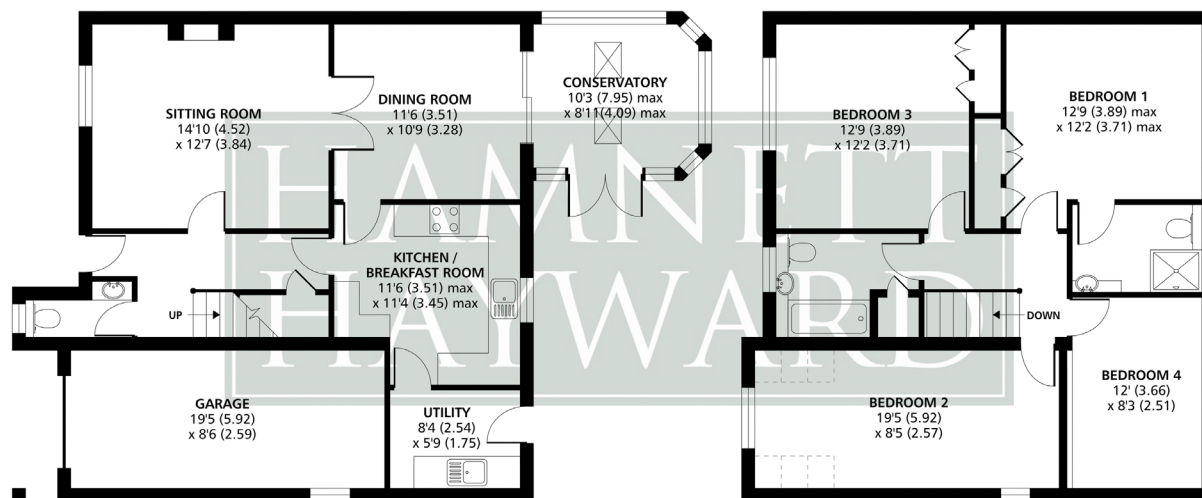 SITTING ROOM
14'10 (4.52)
x 12'7 (3.84)
DINING ROOM
11'6 (3.51)
x 10'9 (3.28)
CONSERVATORY
10'3 (7.95) max
x 8'11(4.09) max
KITCHEN /
BREAKFAST ROOM
11'6 (3.51) max
x 11'4 (3.45) max
UP
GARAGE
19'5 (5.92)
x 8'6 (2.59)
UTILITY
8'4 (2.54)
x 5'9 (1.75)
BEDROOM 3
12'9 (3.89)
x 12'2 (3.71)
BEDROOM 1
12'9 (3.89) max
x 12'2 (3.71) max
DOWN
BEDROOM 2
19'5 (5.92)
x 8'5 (2.57)
BEDROOM 4
12' (3.66)
x 8'3 (2.51)
HAMNETT
HAYWARD